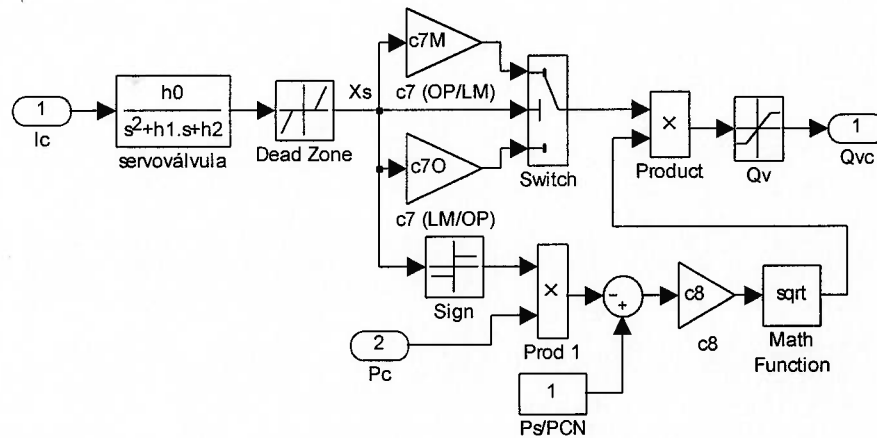 1
Ic
h0
s²+h1.s+h2
servoválvula
Dead Zone
Xs
c7M
c7 (OP/LM)
c7O
c7 (LM/OP)
Switch
×
Product
Qv
1
Qvc
Sign
2
Pc
×
Prod 1
-
+
1
Ps/PCN
c8
c8
sqrt
Math
Function